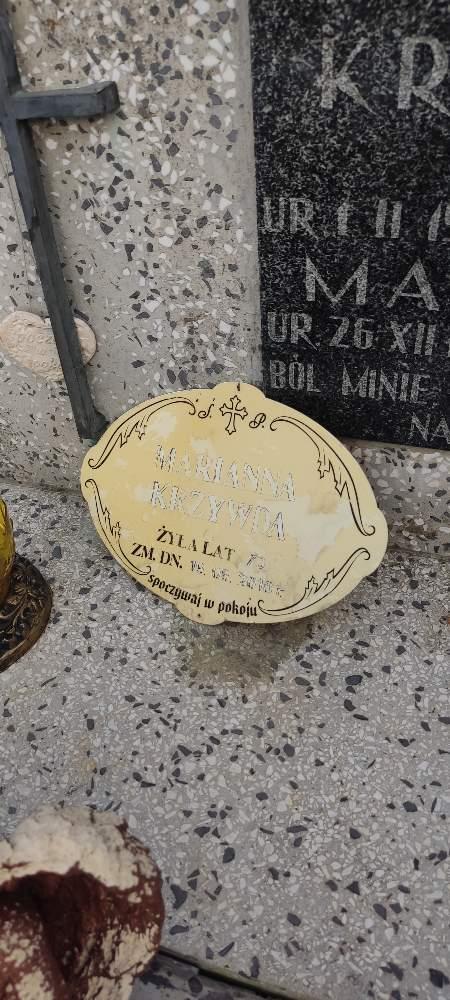 KR
UR. 1 II 19
MA
UR. 26 XII
BÓL MINIE
NA
Ś. P.
MARIANNA
KRZYWDA
ŻYŁA LAT
ZM. DN.
spoczywaj w pokoju